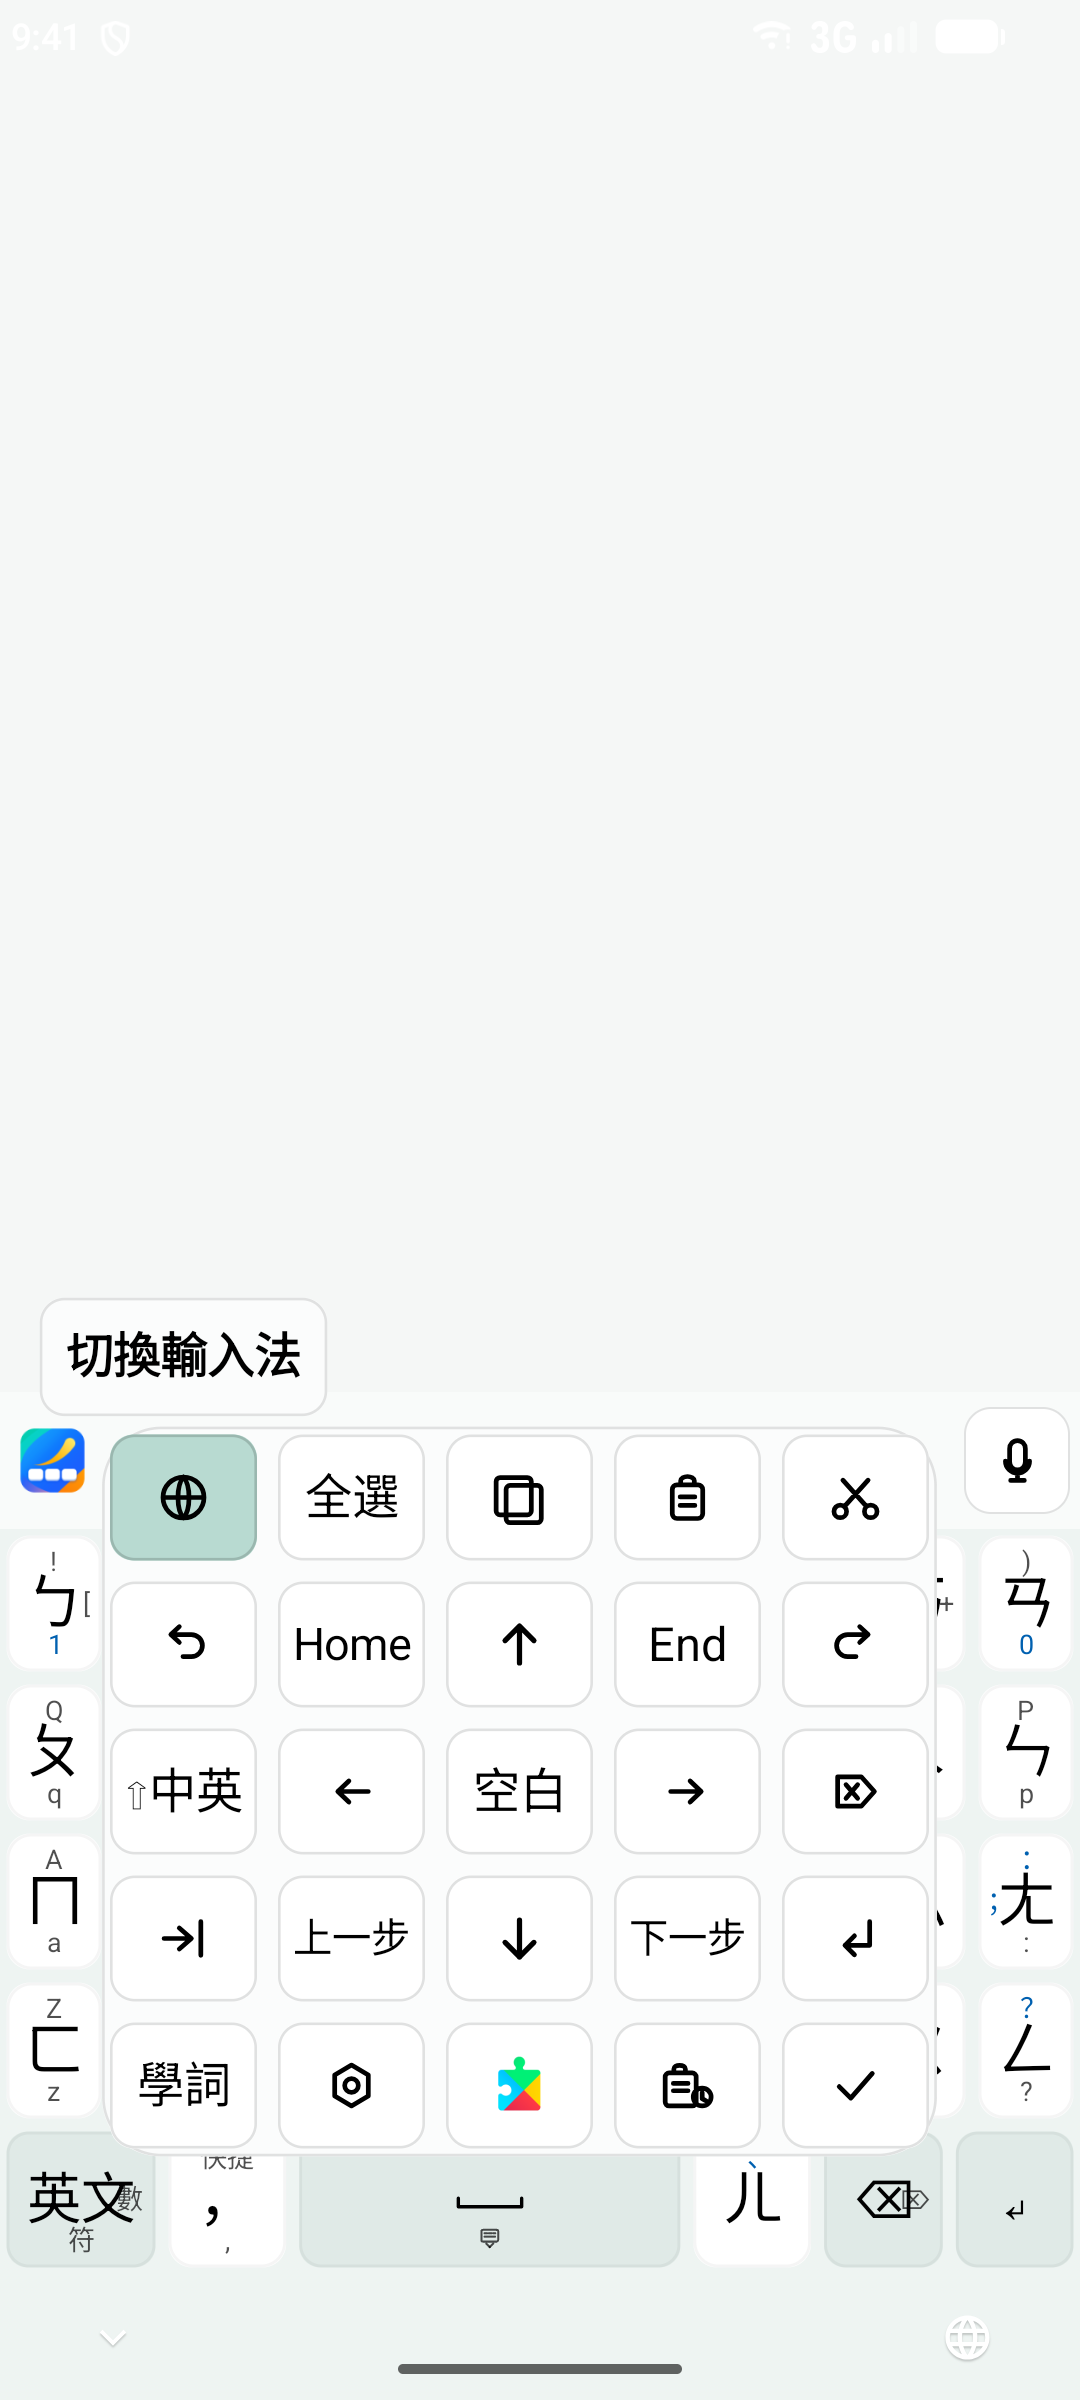 9:41 3G
切換輸入法
全選
! ㄅ [ 1
+
) ㄢ 0
Home End
Q ㄆ q
P ㄣ p
⇧中英 空白
A ㄇ a
: ; ㄤ :
上一步 下一步
Z ㄈ z
? ㄥ ?
學詞
英文 數 符
快捷 , ,
、 ㄦ